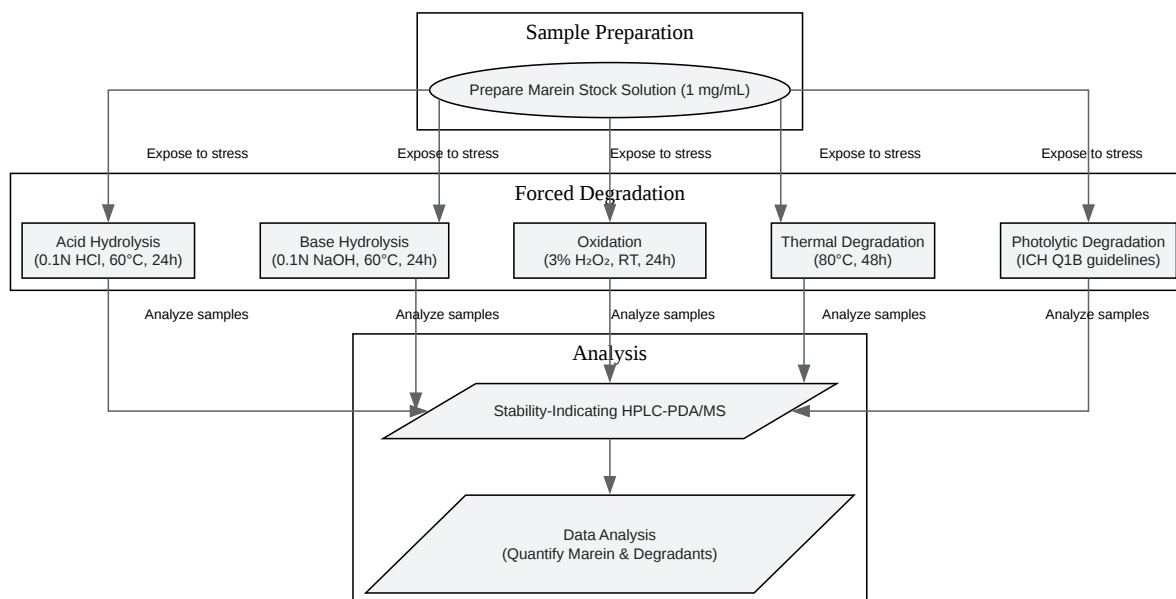 Sample Preparation
Prepare Marein Stock Solution (1 mg/mL)
Expose to stress
Expose to stress
Expose to stress
Expose to stress
Expose to stress
Forced Degradation
Acid Hydrolysis
(0.1N HCl, 60°C, 24h)
Base Hydrolysis
(0.1N NaOH, 60°C, 24h)
Oxidation
(3% H₂O₂, RT, 24h)
Thermal Degradation
(80°C, 48h)
Photolytic Degradation
(ICH Q1B guidelines)
Analyze samples
Analyze samples
Analyze samples
Analyze samples
Analyze samples
Analysis
Stability-Indicating HPLC-PDA/MS
Data Analysis
(Quantify Marein & Degradants)